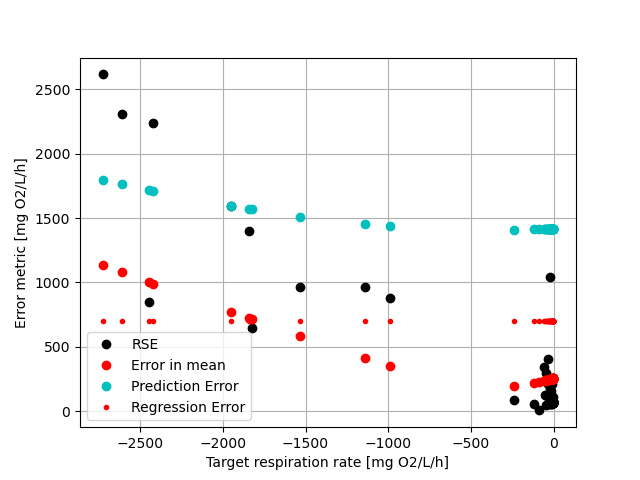 2500
2000
1500
1000
500
0
Error metric [mg O2/L/h]
RSE
Error in mean
Prediction Error
Regression Error
−2500 −2000 −1500 −1000 −500 0
Target respiration rate [mg O2/L/h]